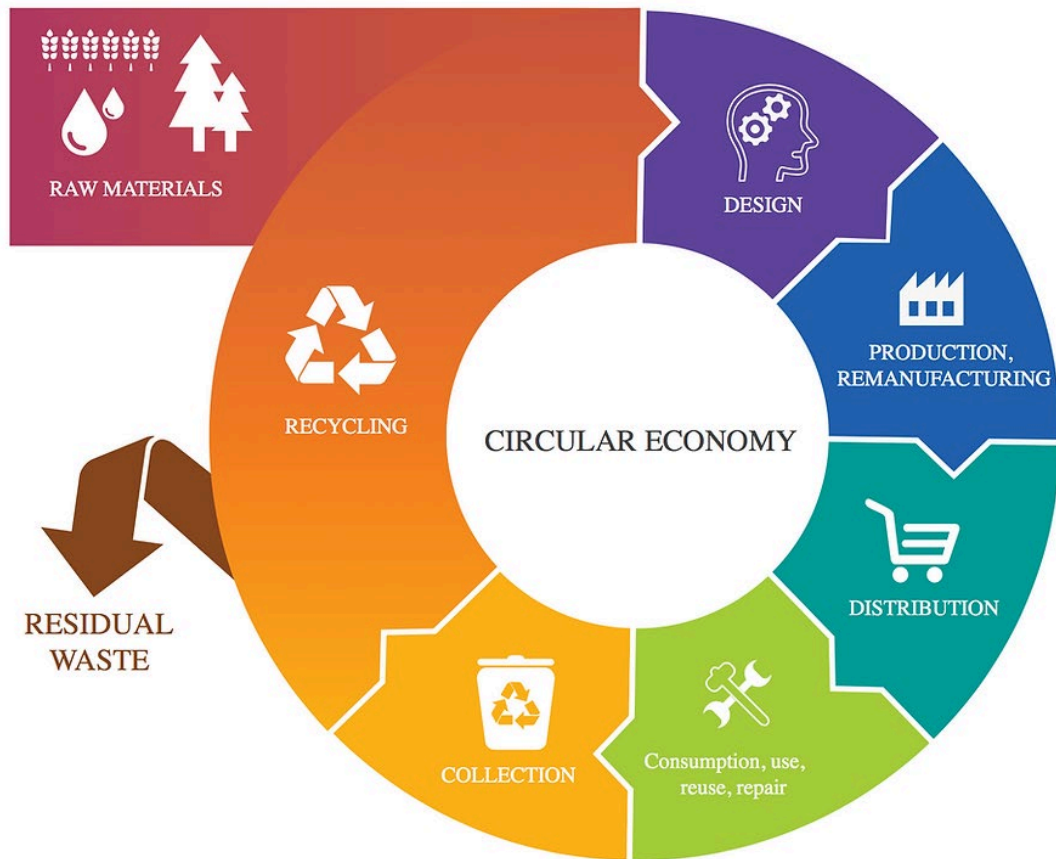 RAW MATERIALS
DESIGN
PRODUCTION,
REMANUFACTURING
RECYCLING
CIRCULAR ECONOMY
DISTRIBUTION
RESIDUAL
WASTE
COLLECTION
Consumption, use,
reuse, repair